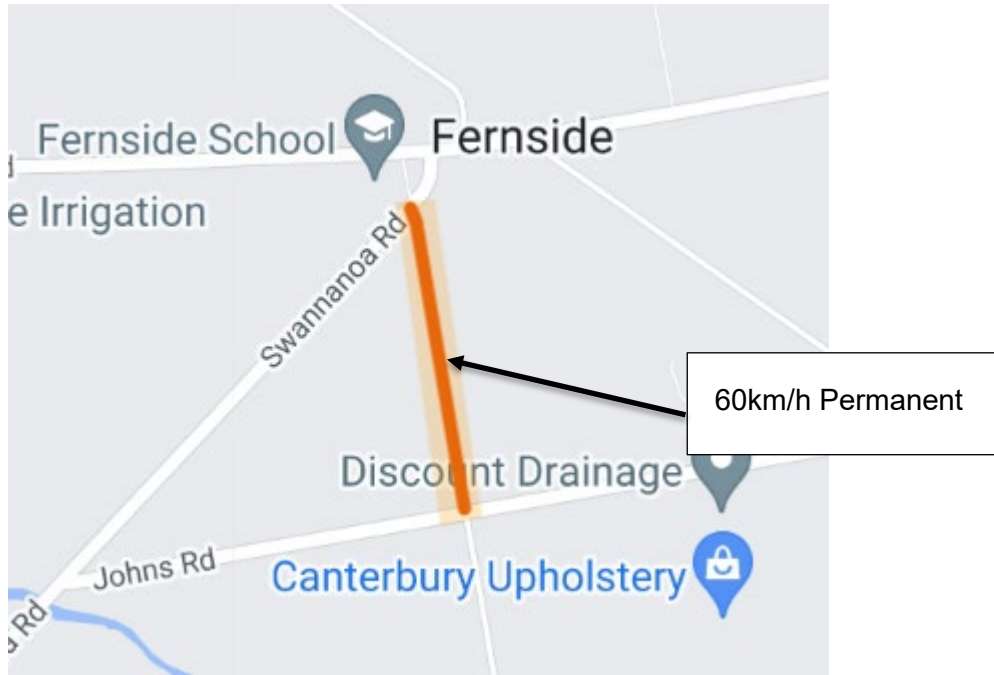 Fernside School
Fernside
d
e Irrigation
Swannanoa Rd
60km/h Permanent
Discount Drainage
Johns Rd
Canterbury Upholstery
a Rd